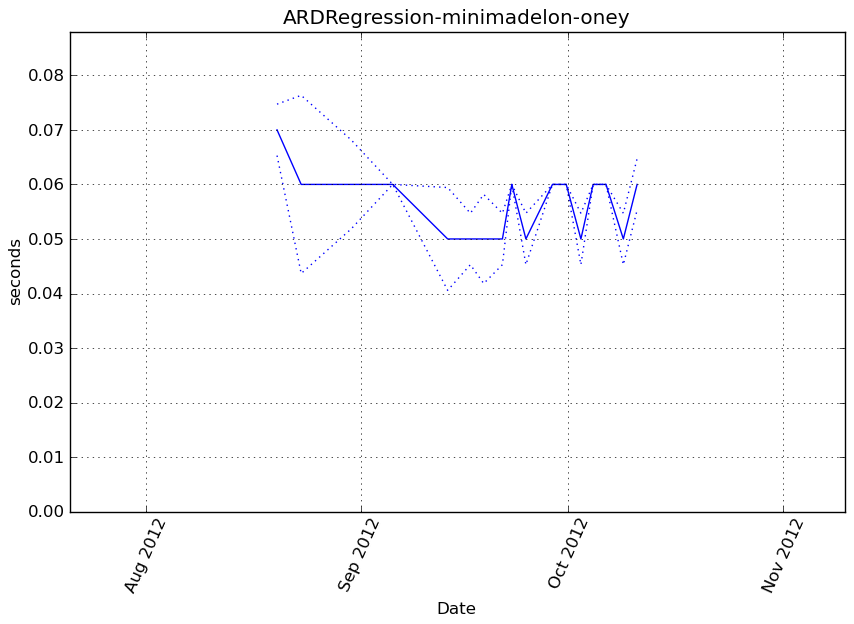 ARDRegression-minimadelon-oney
0.08
0.07
0.06
0.05
0.04
0.03
0.02
0.01
0.00
seconds
Aug 2012
Sep 2012
Oct 2012
Nov 2012
Date